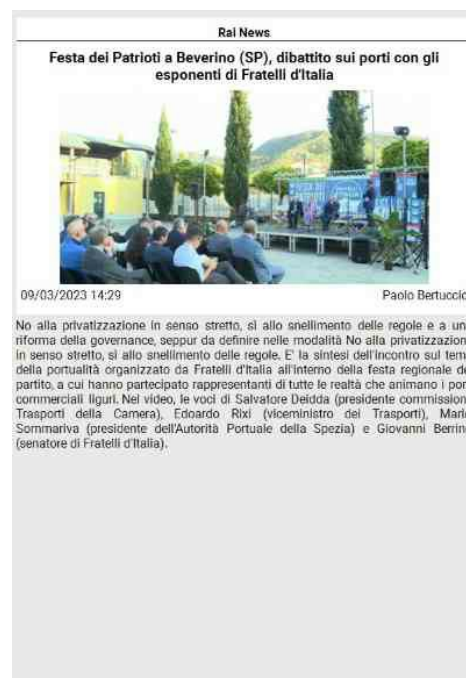 Rai News
Festa dei Patrioti a Beverino (SP), dibattito sui porti con gli
esponenti di Fratelli d'Italia
FESTA DEI
PATRIOTI
09/03/2023 14:29
Paolo Bertuccio
No alla privatizzazione in senso stretto, sì allo snellimento delle regole e a un
riforma della governance, seppur da definire nelle modalità No alla privatizzazion
in senso stretto, sì allo snellimento delle regole. E' la sintesi dell'incontro sul tem
della portualità organizzato da Fratelli d'Italia all'interno della festa regionale de
partito, a cui hanno partecipato rappresentanti di tutte le realtà che animano i por
commerciali liguri. Nel video, le voci di Salvatore Deidda (presidente commission
Trasporti della Camera), Edoardo Rixi (viceministro dei Trasporti), Mari
Sommariva (presidente dell'Autorità Portuale della Spezia) e Giovanni Berrin
(senatore di Fratelli d'Italia).